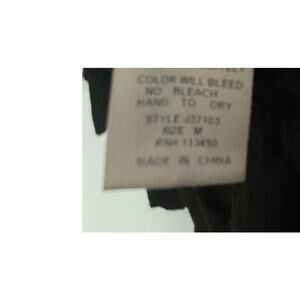 COLOR WILL BLEED
NO BLEACH
HANG TO DRY
STYLE:J37103
SIZE: M
RN# 113450
MADE IN CHINA